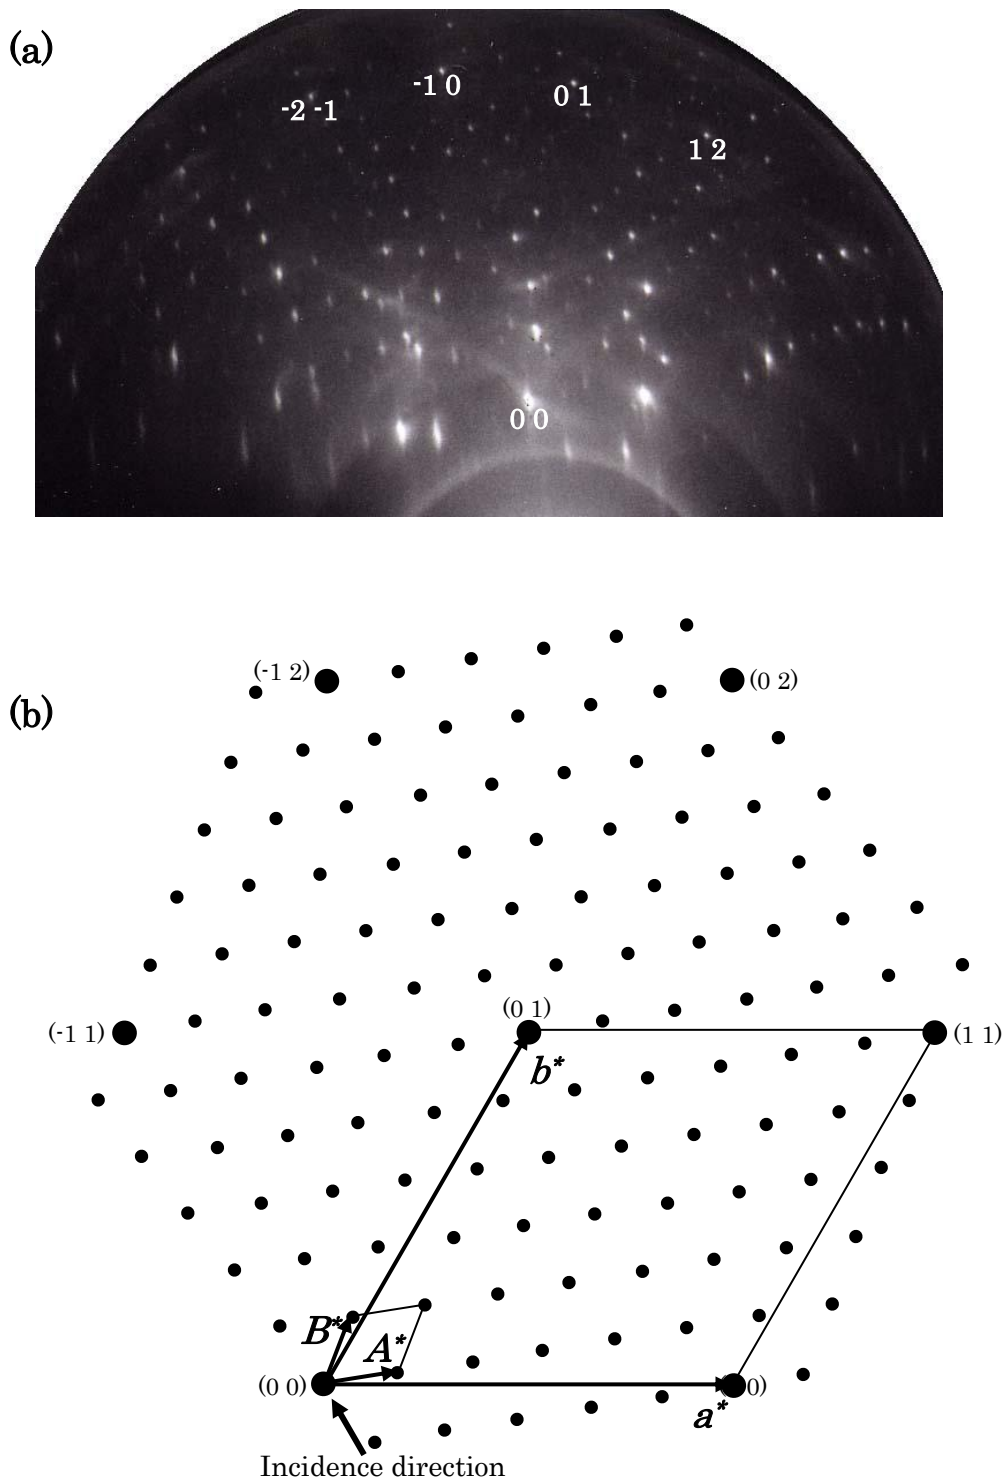 (a)
-2 -1
-1 0
0 1
1 2
0 0
(b)
(-1 2)
(0 2)
(-1 1)
(0 1)
(1 1)
b*
B*
A*
(0 0)
0)
a*
Incidence direction